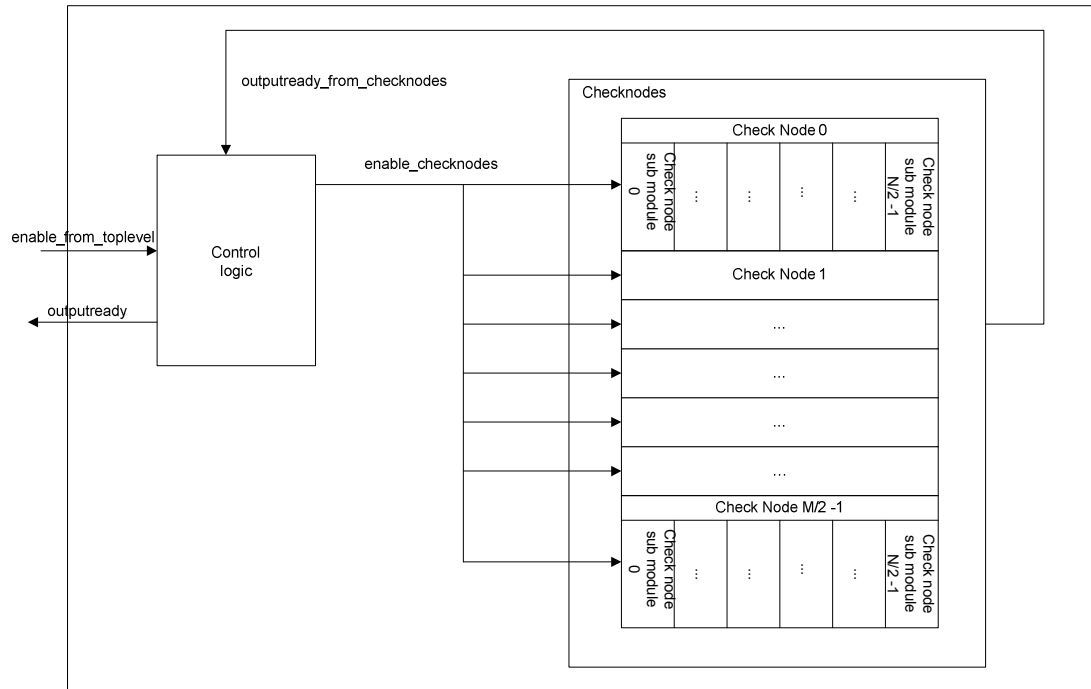 outputready_from_checknodes
Checknodes
Check Node 0
enable_checknodes
Check node
sub module
0
...
...
...
...
Check node
sub module
N/2 -1
enable_from_toplevel
Control
logic
Check Node 1
outputready
...
...
...
...
Check Node M/2 -1
Check node
sub module
0
...
...
...
...
Check node
sub module
N/2 -1